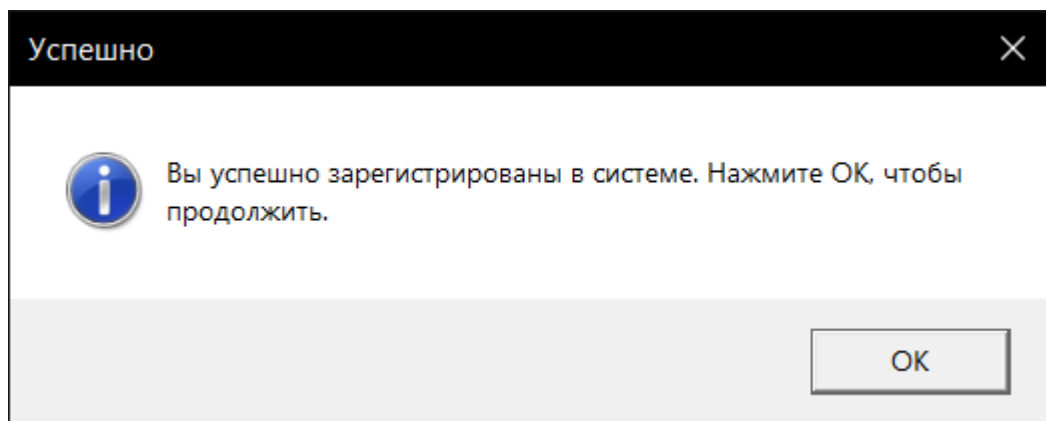 Успешно
Вы успешно зарегистрированы в системе. Нажмите ОК, чтобы
продолжить.
ОК